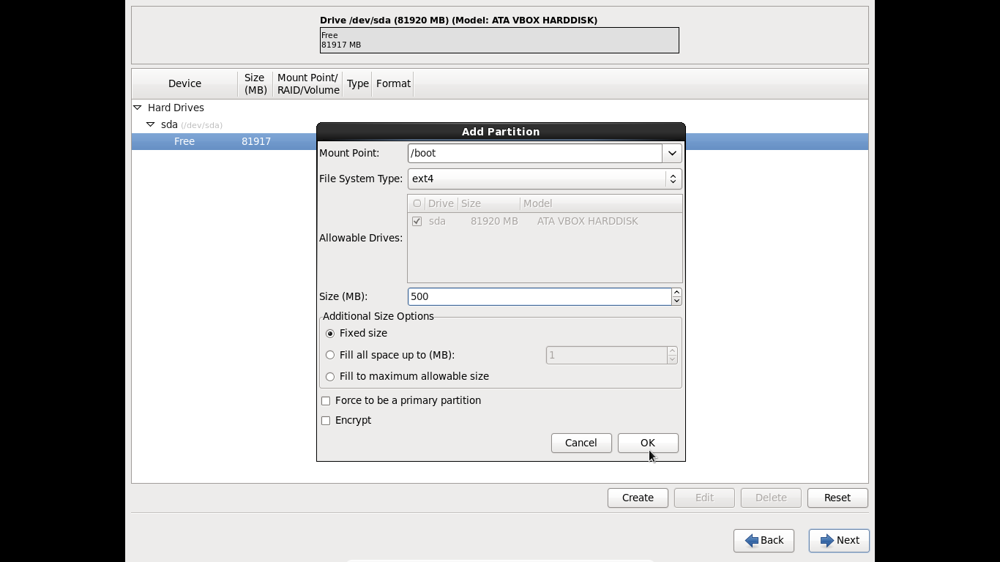 Drive /dev/sda (81920 MB) (Model: ATA VBOX HARDDISK)
Free
81917 MB
Device
Size
(MB)
Mount Point/
RAID/Volume
Type
Format
Hard Drives
sda (/dev/sda)
Free 81917
Add Partition
Mount Point: /boot
File System Type: ext4
Drive Size Model
sda 81920 MB ATA VBOX HARDDISK
Allowable Drives:
Size (MB): 500
Additional Size Options
Fixed size
Fill all space up to (MB): 1
Fill to maximum allowable size
Force to be a primary partition
Encrypt
Cancel OK
Create Edit Delete Reset
Back Next